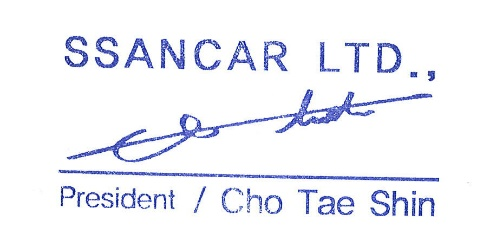 SSANCAR LTD.,
President / Cho Tae Shin